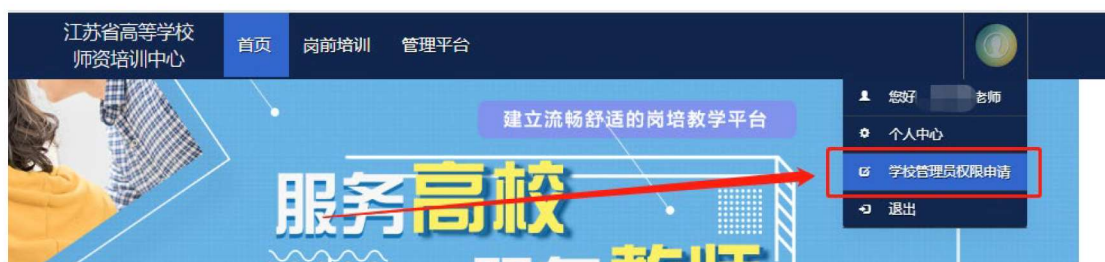 江苏省高等学校
师资培训中心
首页 岗前培训 管理平台
您好 老师
个人中心
学校管理员权限申请
退出
建立流畅舒适的岗培教学平台
服务高校
教师